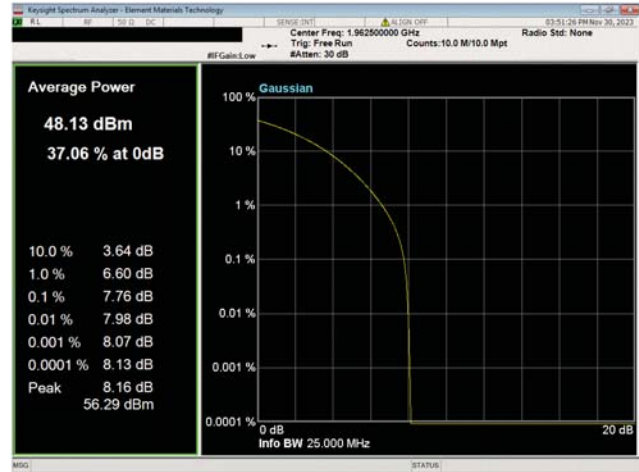 Keysight Spectrum Analyzer - Element Materials Technology
RL RF 50 Ω DC SENSE:INT ALIGN OFF 03:51:26 PM Nov 30, 2023
Center Freq: 1.962500000 GHz Radio Std: None
Trig: Free Run Counts:10.0 M/10.0 Mpt
#IFGain:Low #Atten: 30 dB
Average Power
48.13 dBm
37.06 % at 0dB
10.0 % 3.64 dB
1.0 % 6.60 dB
0.1 % 7.76 dB
0.01 % 7.98 dB
0.001 % 8.07 dB
0.0001 % 8.13 dB
Peak 8.16 dB
56.29 dBm
Gaussian
100 %
10 %
1 %
0.1 %
0.01 %
0.001 %
0.0001 %
0 dB 20 dB
Info BW 25.000 MHz
MSG STATUS